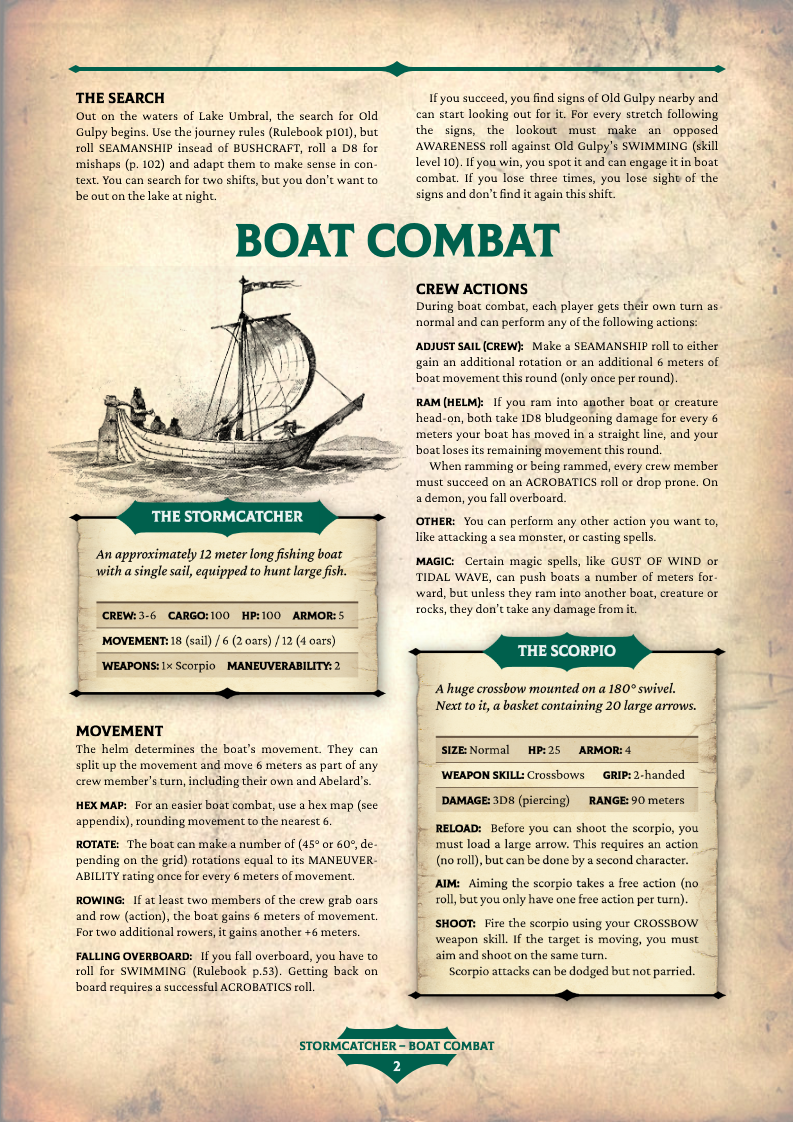 THE SEARCH
Out on the waters of Lake Umbral, the search for Old
Gulpy begins. Use the journey rules (Rulebook p101), but
roll SEAMANSHIP insead of BUSHCRAFT, roll a D8 for
mishaps (p. 102) and adapt them to make sense in con-
text. You can search for two shifts, but you don't want to
be out on the lake at night.
If you succeed, you find signs of Old Gulpy nearby and
can start looking out for it. For every stretch following
the signs, the lookout must make an opposed
AWARENESS roll against Old Gulpy's SWIMMING (skill
level 10). If you win, you spot it and can engage it in boat
combat. If you lose three times, you lose sight of the
signs and don't find it again this shift.
BOAT COMBAT
THE STORMCATCHER
An approximately 12 meter long fishing boat
with a single sail, equipped to hunt large fish.
CREW: 3-6 CARGO: 100 HP: 100 ARMOR: 5
MOVEMENT: 18 (sail) / 6 (2 oars) / 12 (4 oars)
WEAPONS: 1× Scorpio MANEUVERABILITY: 2
MOVEMENT
The helm determines the boat's movement. They can
split up the movement and move 6 meters as part of any
crew member's turn, including their own and Abelard's.
HEX MAP: For an easier boat combat, use a hex map (see
appendix), rounding movement to the nearest 6.
ROTATE: The boat can make a number of (45° or 60°, de-
pending on the grid) rotations equal to its MANEUVER-
ABILITY rating once for every 6 meters of movement.
ROWING: If at least two members of the crew grab oars
and row (action), the boat gains 6 meters of movement.
For two additional rowers, it gains another +6 meters.
FALLING OVERBOARD: If you fall overboard, you have to
roll for SWIMMING (Rulebook p.53). Getting back on
board requires a successful ACROBATICS roll.
CREW ACTIONS
During boat combat, each player gets their own turn as
normal and can perform any of the following actions:
ADJUST SAIL (CREW): Make a SEAMANSHIP roll to either
gain an additional rotation or an additional 6 meters of
boat movement this round (only once per round).
RAM (HELM): If you ram into another boat or creature
head-on, both take 1D8 bludgeoning damage for every 6
meters your boat has moved in a straight line, and your
boat loses its remaining movement this round.
When ramming or being rammed, every crew member
must succeed on an ACROBATICS roll or drop prone. On
a demon, you fall overboard.
OTHER: You can perform any other action you want to,
like attacking a sea monster, or casting spells.
MAGIC: Certain magic spells, like GUST OF WIND or
TIDAL WAVE, can push boats a number of meters for-
ward, but unless they ram into another boat, creature or
rocks, they don't take any damage from it.
THE SCORPIO
A huge crossbow mounted on a 180° swivel.
Next to it, a basket containing 20 large arrows.
SIZE: Normal HP: 25 ARMOR: 4
WEAPON SKILL: Crossbows GRIP: 2-handed
DAMAGE: 3D8 (piercing) RANGE: 90 meters
RELOAD: Before you can shoot the scorpio, you
must load a large arrow. This requires an action
(no roll), but can be done by a second character.
AIM: Aiming the scorpio takes a free action (no
roll, but you only have one free action per turn).
SHOOT: Fire the scorpio using your CROSSBOW
weapon skill. If the target is moving, you must
aim and shoot on the same turn.
Scorpio attacks can be dodged but not parried.
STORMCATCHER – BOAT COMBAT
2